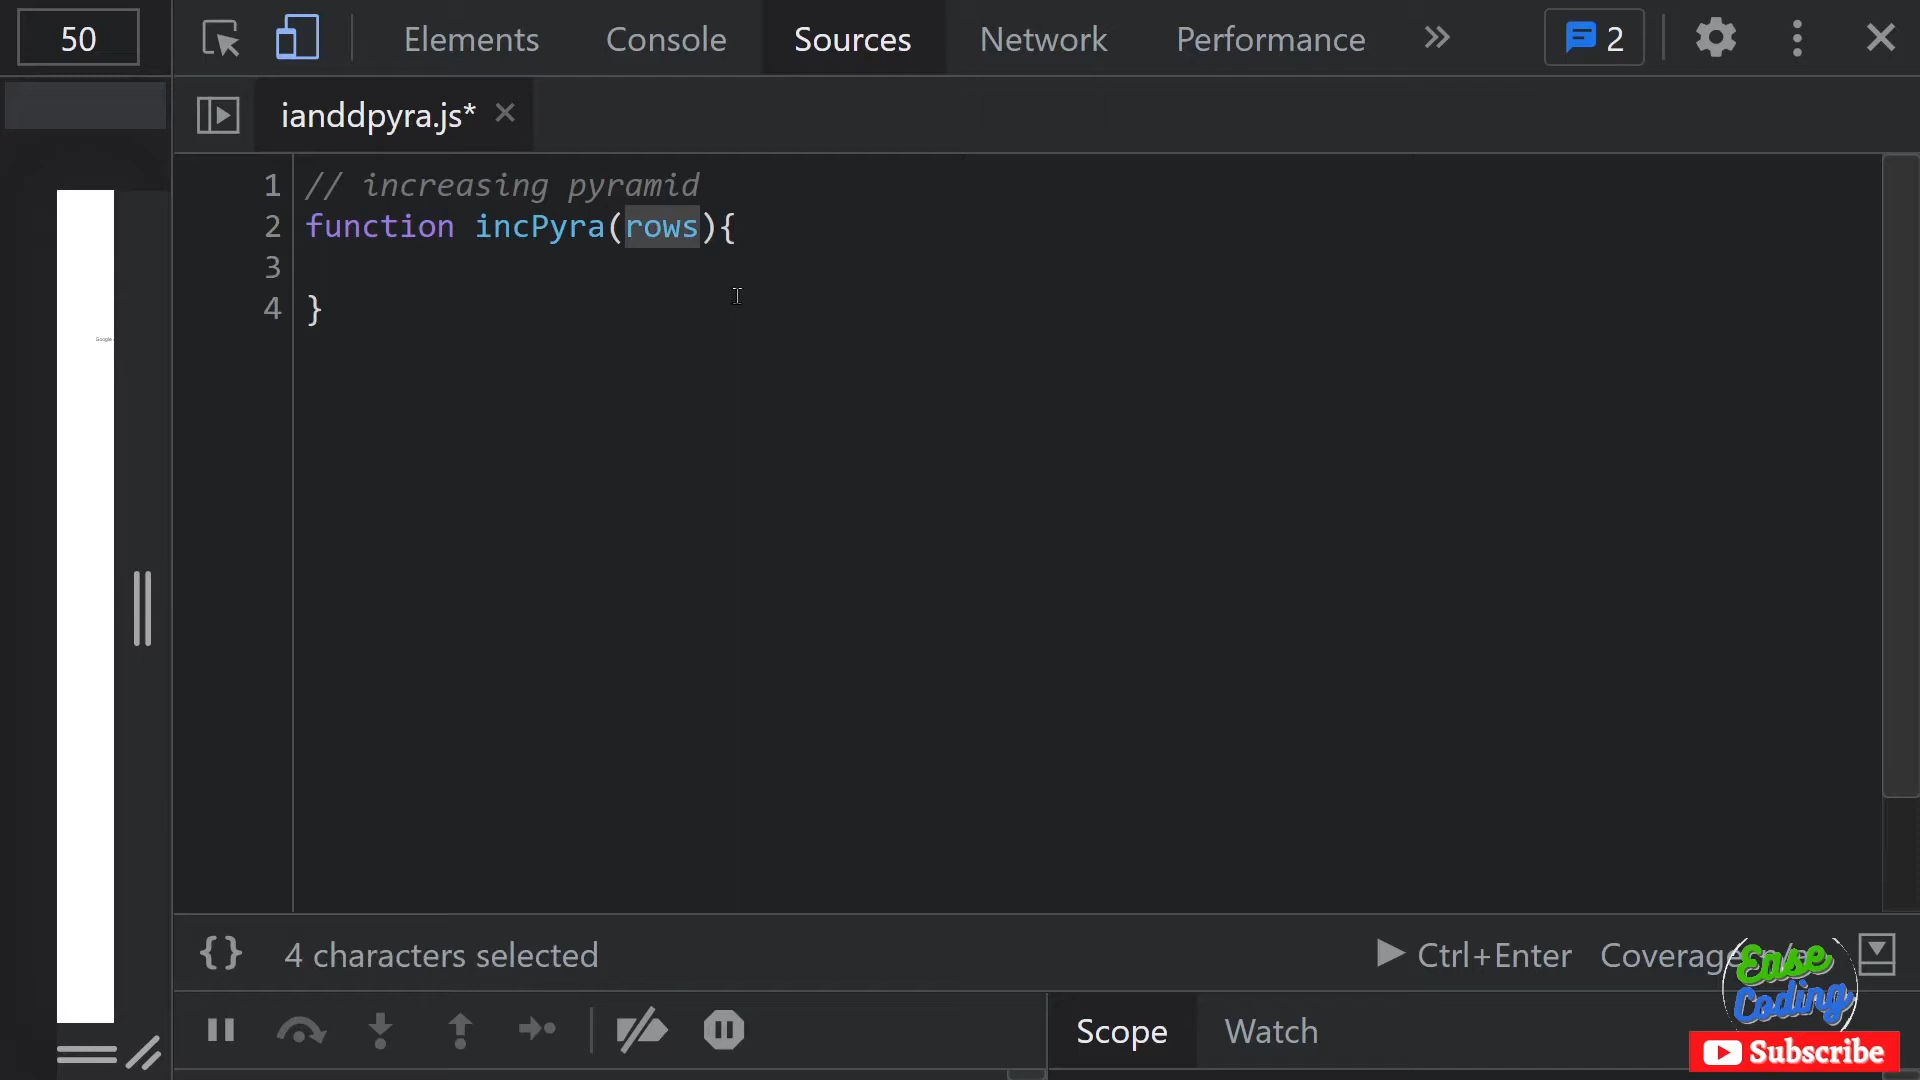 50
Elements Console Sources Network Performance 2
ianddpyra.js*
1 // increasing pyramid
2 function incPyra(rows){
3
4 }
Google
{} 4 characters selected
Ctrl+Enter Coverage
Ease
Coding
Scope Watch
Subscribe